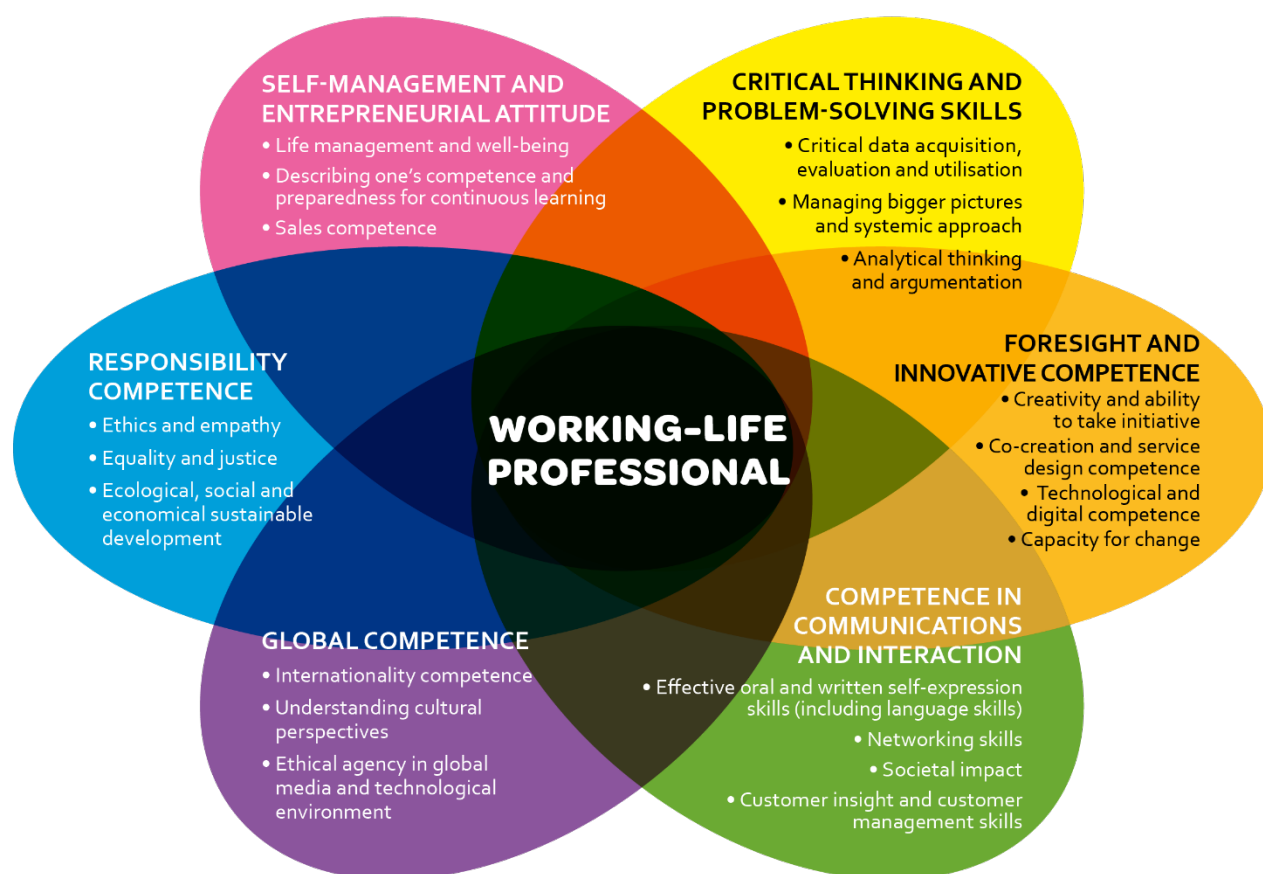 SELF-MANAGEMENT AND
ENTREPRENEURIAL ATTITUDE
• Life management and well-being
• Describing one's competence and
preparedness for continuous learning
• Sales competence
CRITICAL THINKING AND
PROBLEM-SOLVING SKILLS
• Critical data acquisition,
evaluation and utilisation
• Managing bigger pictures
and systemic approach
• Analytical thinking
and argumentation
RESPONSIBILITY
COMPETENCE
• Ethics and empathy
• Equality and justice
• Ecological, social and
economical sustainable
development
WORKING-LIFE
PROFESSIONAL
FORESIGHT AND
INNOVATIVE COMPETENCE
• Creativity and ability
to take initiative
• Co-creation and service
design competence
• Technological and
digital competence
• Capacity for change
GLOBAL COMPETENCE
• Internationality competence
• Understanding cultural
perspectives
• Ethical agency in global
media and technological
environment
COMPETENCE IN
COMMUNICATIONS
AND INTERACTION
• Effective oral and written self-expression
skills (including language skills)
• Networking skills
• Societal impact
• Customer insight and customer
management skills